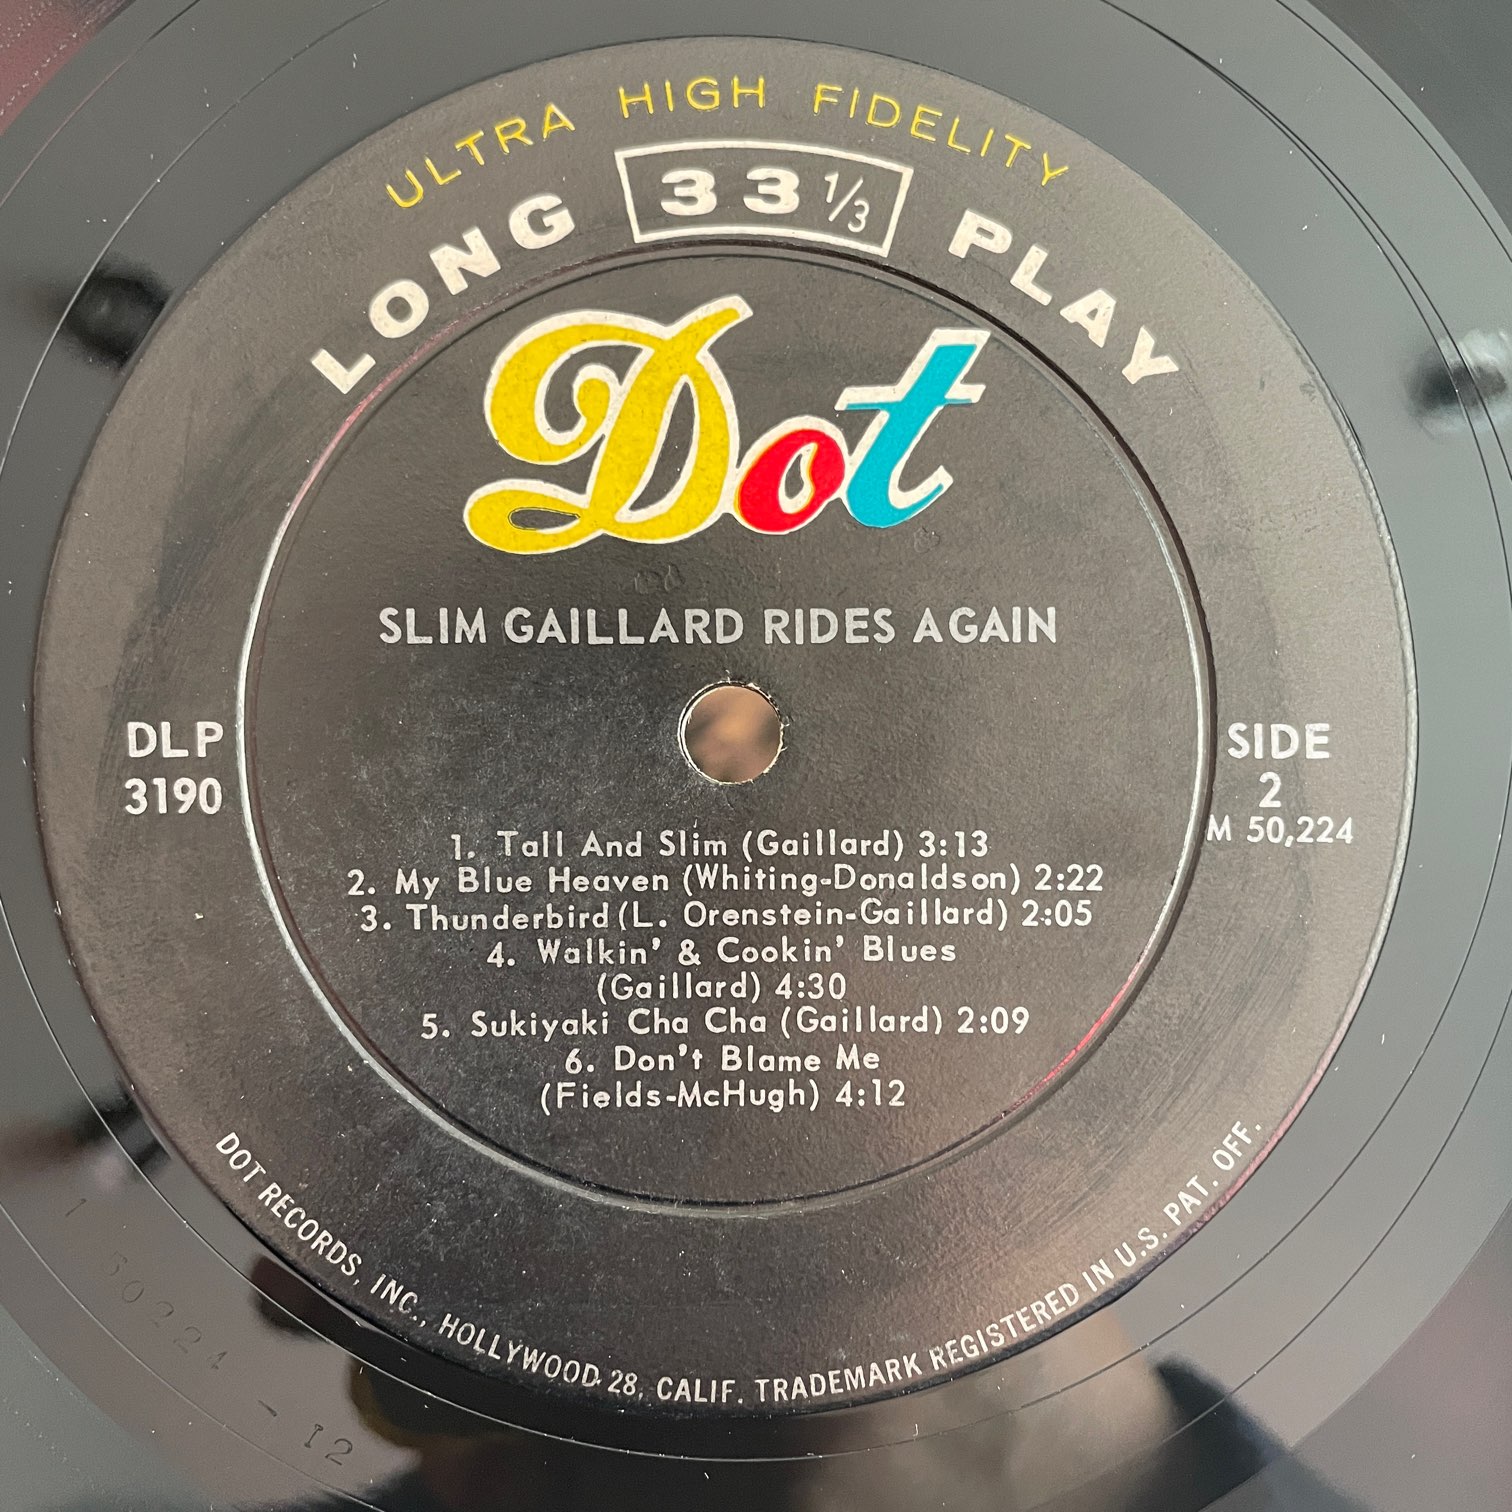 ULTRA HIGH FIDELITY
LONG 33 1/3 PLAY
Dot
SLIM GAILLARD RIDES AGAIN
DLP
3190
SIDE
2
M 50,224
1. Tall And Slim (Gaillard) 3:13
2. My Blue Heaven (Whiting-Donaldson) 2:22
3. Thunderbird (L. Orenstein-Gaillard) 2:05
4. Walkin' & Cookin' Blues
(Gaillard) 4:30
5. Sukiyaki Cha Cha (Gaillard) 2:09
6. Don't Blame Me
(Fields-McHugh) 4:12
DOT RECORDS, INC., HOLLYWOOD 28, CALIF. TRADEMARK REGISTERED IN U.S. PAT. OFF.